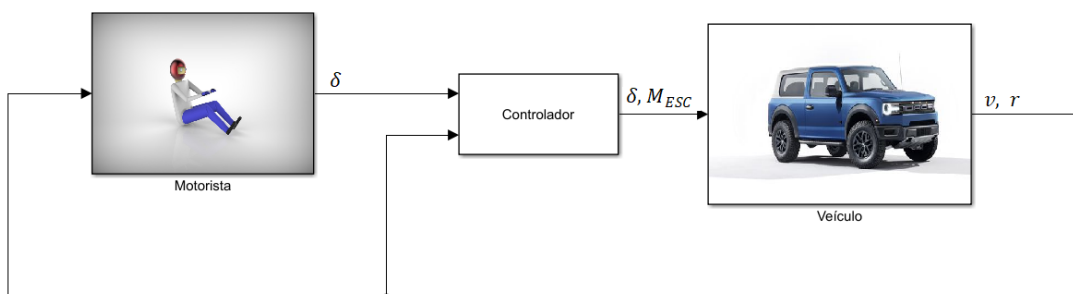 δ
δ, M_ESC
v, r
Controlador
Motorista
Veículo